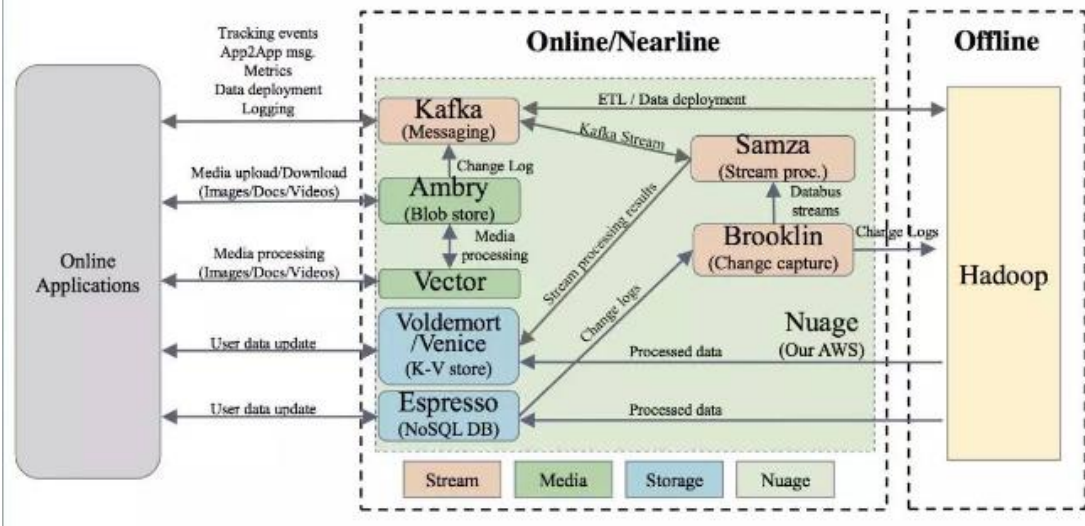 Tracking events
App2App msg.
Metrics
Data deployment
Logging
Online/Nearline
Offline
Kafka
(Messaging)
ETL / Data deployment
Kafka Stream
Samza
(Stream proc.)
Change Log
Media upload/Download
(Images/Docs/Videos)
Ambry
(Blob store)
Databus
streams
Media
processing
Stream processing results
Brooklin
(Change capture)
Change Logs
Online
Applications
Media processing
(Images/Docs/Videos)
Vector
Change logs
Hadoop
Voldemort
/Venice
(K-V store)
Nuage
(Our AWS)
User data update
Processed data
Espresso
(NoSQL DB)
User data update
Processed data
Stream
Media
Storage
Nuage